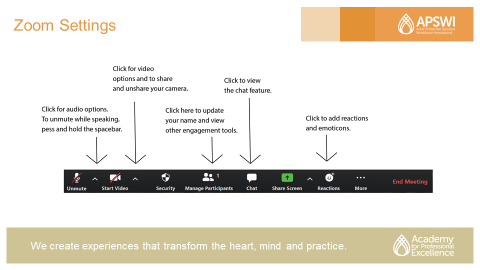 Zoom Settings
APSWI
Click for video
options and to share
and unshare your camera.
Click to view
the chat feature.
Click for audio options.
To unmute while speaking,
pess and hold the spacebar.
Click here to update
your name and view
other engagement tools.
Click to add reactions
and emoticons.
Unmute
Start Video
Security
1
Manage Participants
Chat
Share Screen
Reactions
More
End Meeting
We create experiences that transform the heart, mind and practice.
Academy
for Professional
Excellence